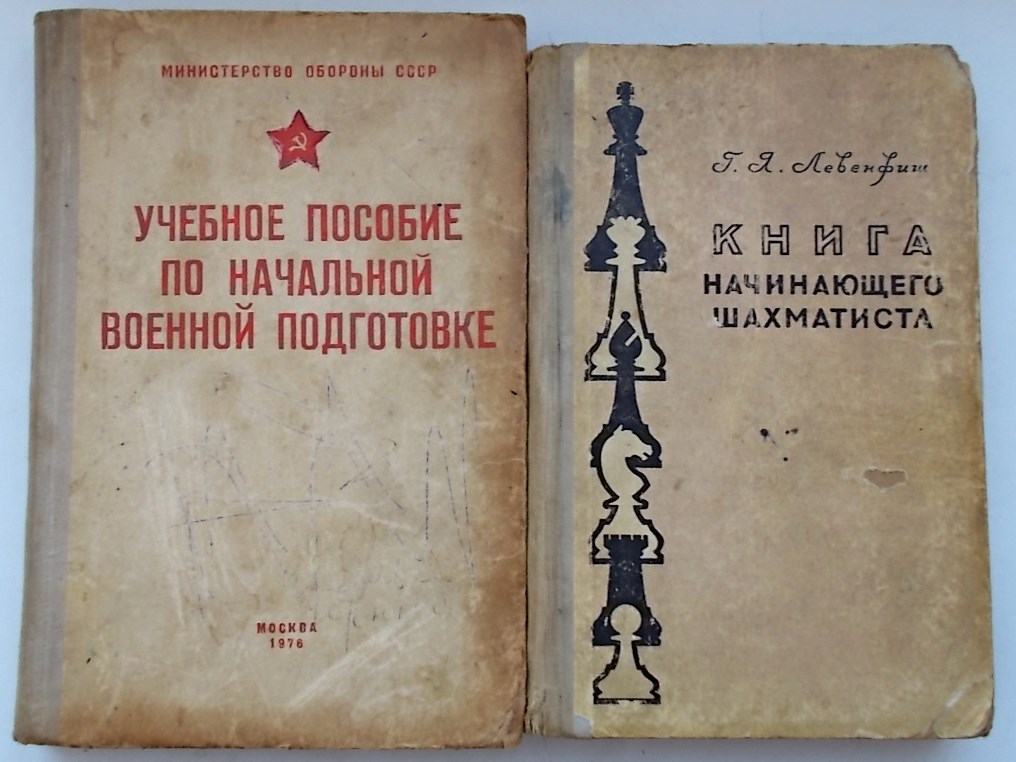 МИНИСТЕРСТВО ОБОРОНЫ СССР
УЧЕБНОЕ ПОСОБИЕ
ПО НАЧАЛЬНОЙ
ВОЕННОЙ ПОДГОТОВКЕ
МОСКВА
1976
Г. Я. Левенфиш
КНИГА
НАЧИНАЮЩЕГО
ШАХМАТИСТА